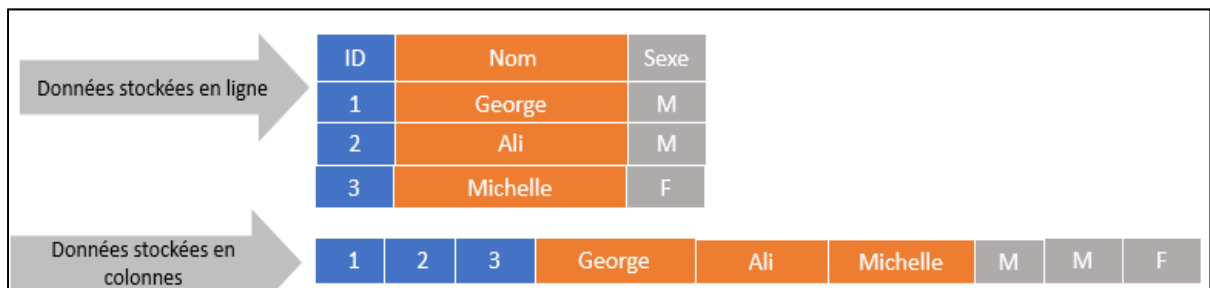 Données stockées en ligne
ID Nom Sexe
1 George M
2 Ali M
3 Michelle F
Données stockées en
colonnes
1 2 3 George Ali Michelle M M F